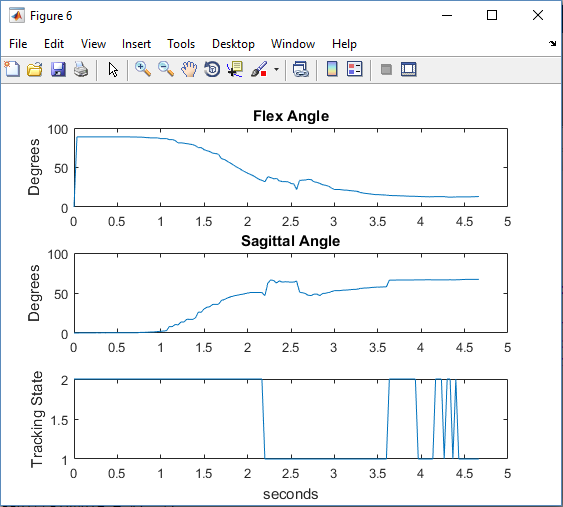 Figure 6
File Edit View Insert Tools Desktop Window Help
Flex Angle
Degrees
100
50
0
0 0.5 1 1.5 2 2.5 3 3.5 4 4.5 5
Sagittal Angle
Degrees
100
50
0
0 0.5 1 1.5 2 2.5 3 3.5 4 4.5 5
Tracking State
2
1.5
1
0 0.5 1 1.5 2 2.5 3 3.5 4 4.5 5
seconds